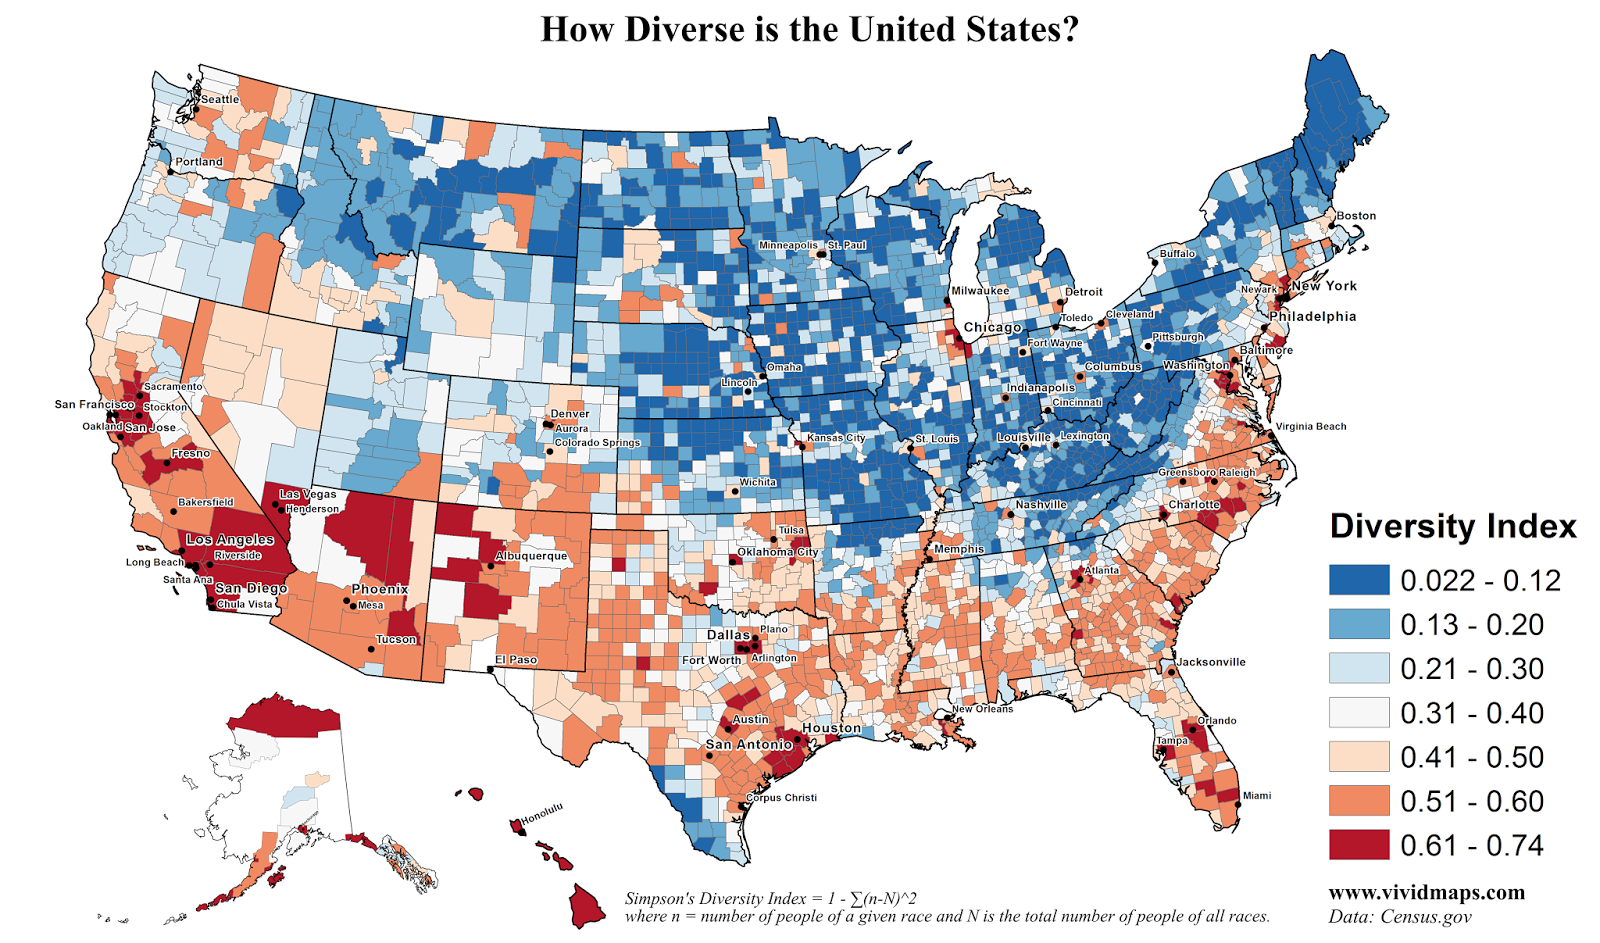 How Diverse is the United States?
Seattle
Portland
Boston
Minneapolis St. Paul
Buffalo
Milwaukee
Detroit
Newark
New York
Toledo
Cleveland
Chicago
Philadelphia
Fort Wayne
Pittsburgh
Baltimore
Omaha
Columbus
Washington
Lincoln
Indianapolis
Cincinnati
Sacramento
San Francisco
Stockton
Oakland
San Jose
Denver
Aurora
Colorado Springs
Kansas City
St. Louis
Louisville
Lexington
Virginia Beach
Fresno
Wichita
Greensboro
Raleigh
Las Vegas
Henderson
Bakersfield
Nashville
Charlotte
Tulsa
Los Angeles
Riverside
Albuquerque
Oklahoma City
Memphis
Long Beach
Santa Ana
San Diego
Chula Vista
Phoenix
Mesa
Atlanta
Tucson
Dallas
Plano
Fort Worth
Arlington
El Paso
Jacksonville
New Orleans
Austin
Houston
San Antonio
Orlando
Tampa
Corpus Christi
Miami
Honolulu
Diversity Index
0.022 - 0.12
0.13 - 0.20
0.21 - 0.30
0.31 - 0.40
0.41 - 0.50
0.51 - 0.60
0.61 - 0.74
www.vividmaps.com
Data: Census.gov
Simpson's Diversity Index = 1 - ∑(n-N)^2
where n = number of people of a given race and N is the total number of people of all races.